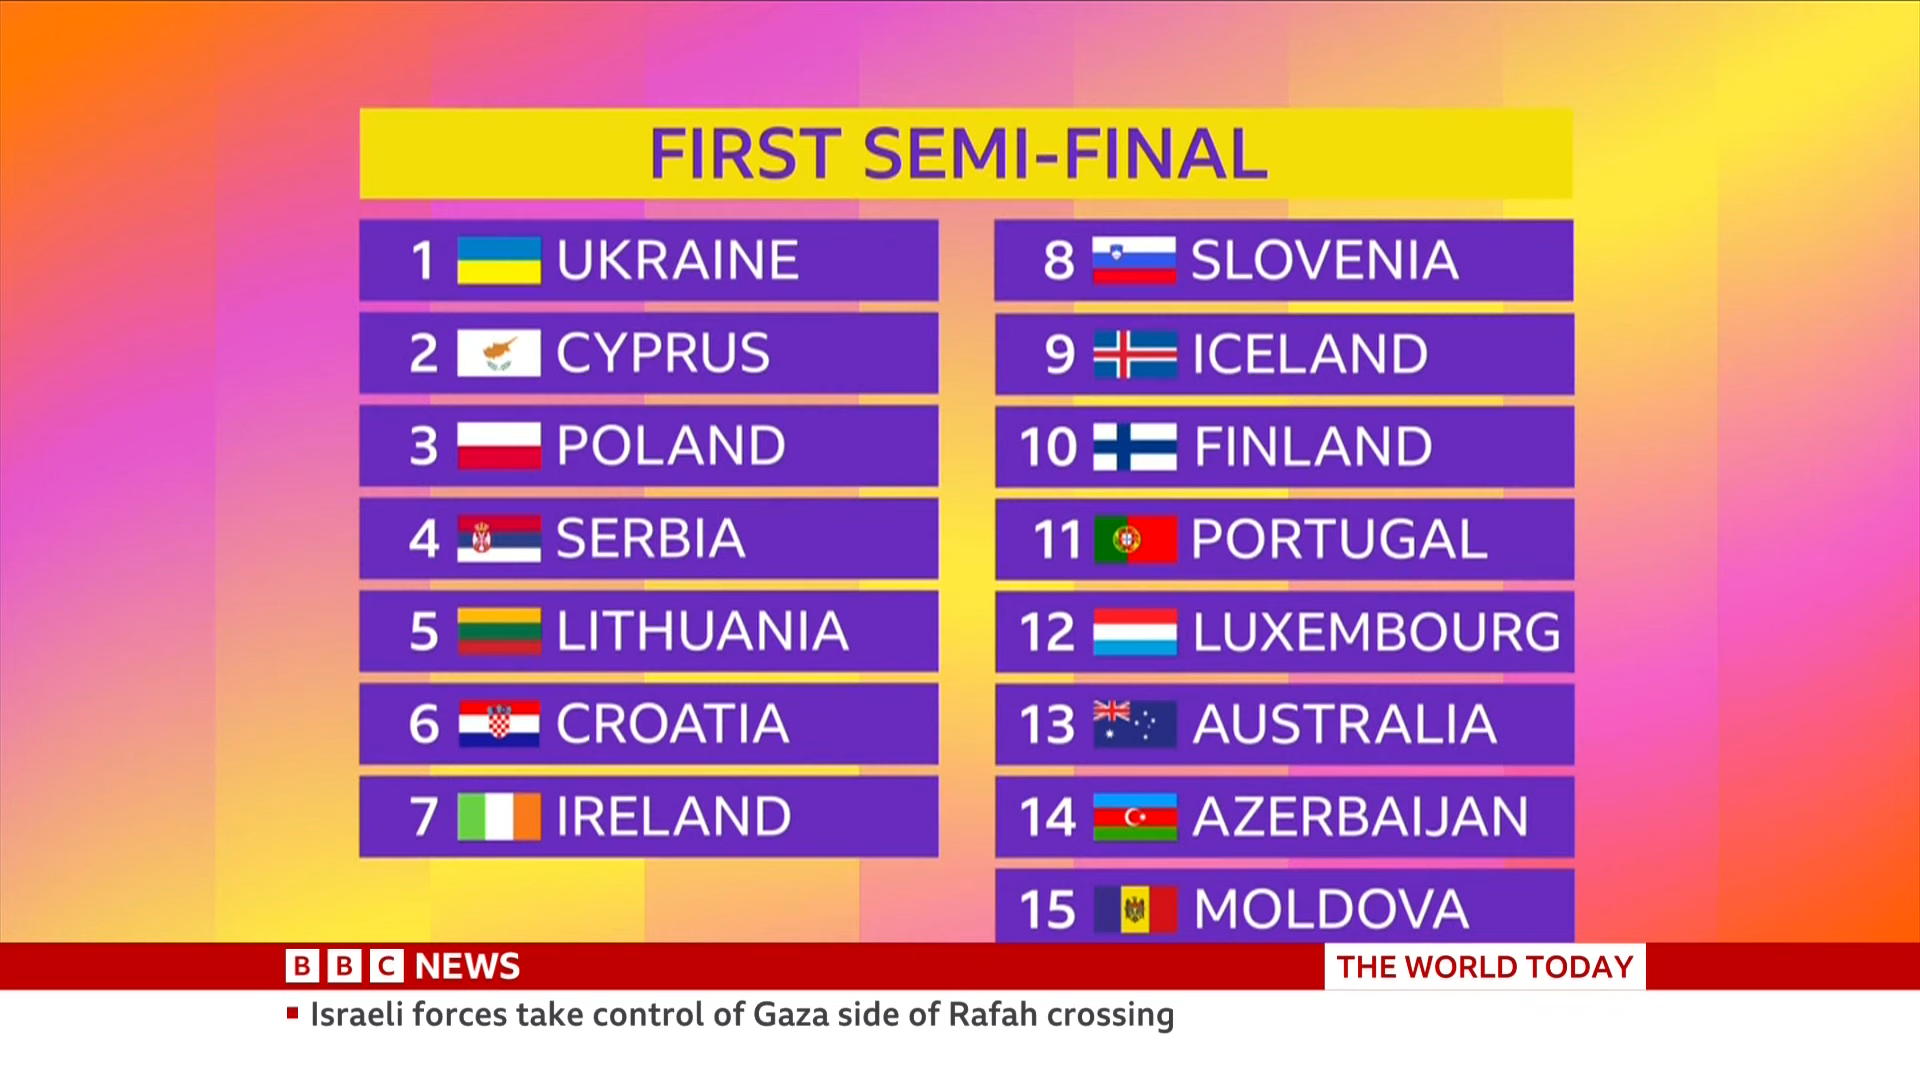 FIRST SEMI-FINAL
1 UKRAINE
2 CYPRUS
3 POLAND
4 SERBIA
5 LITHUANIA
6 CROATIA
7 IRELAND
8 SLOVENIA
9 ICELAND
10 FINLAND
11 PORTUGAL
12 LUXEMBOURG
13 AUSTRALIA
14 AZERBAIJAN
15 MOLDOVA
BBC NEWS
THE WORLD TODAY
Israeli forces take control of Gaza side of Rafah crossing